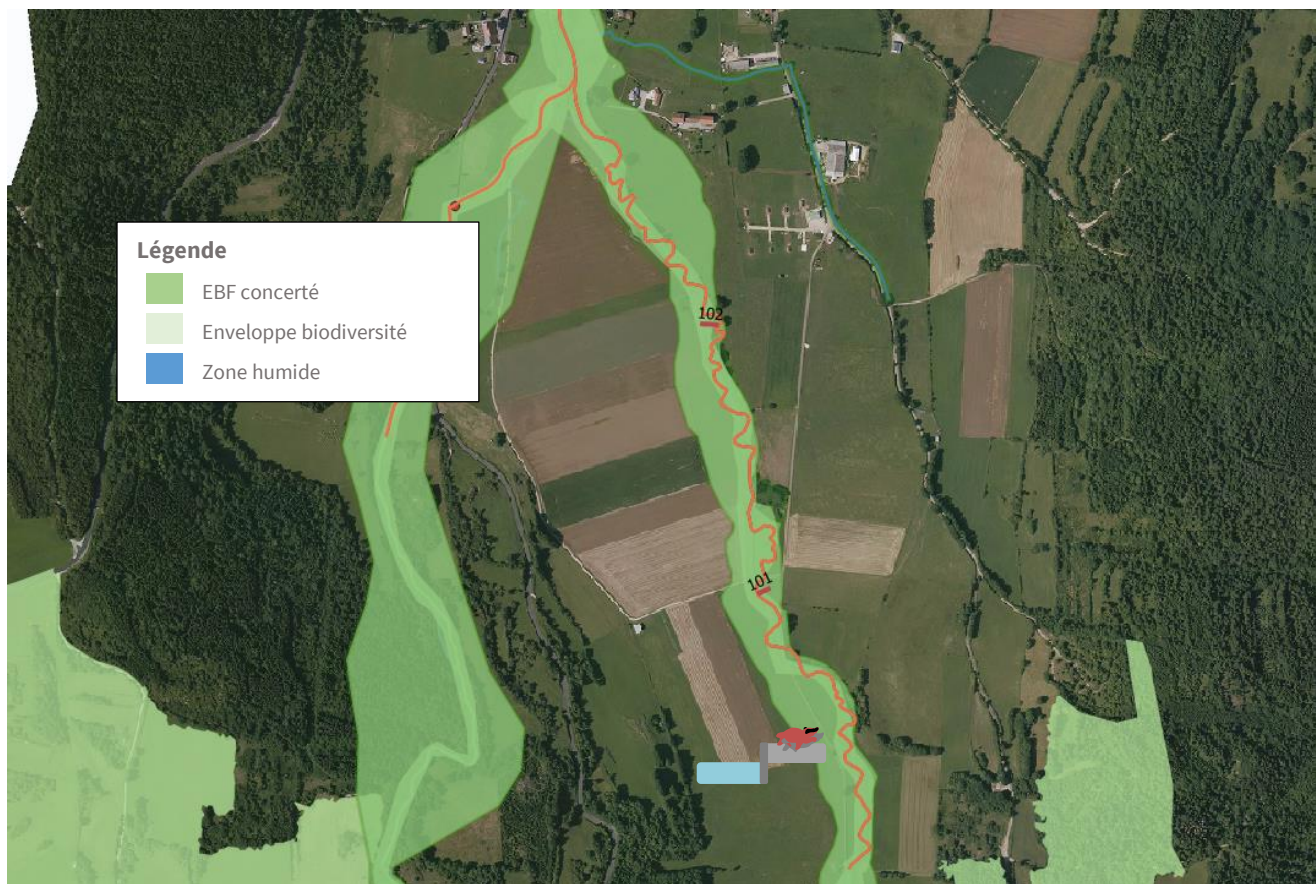 Légende
EBF concerté
Enveloppe biodiversité
Zone humide
102
101